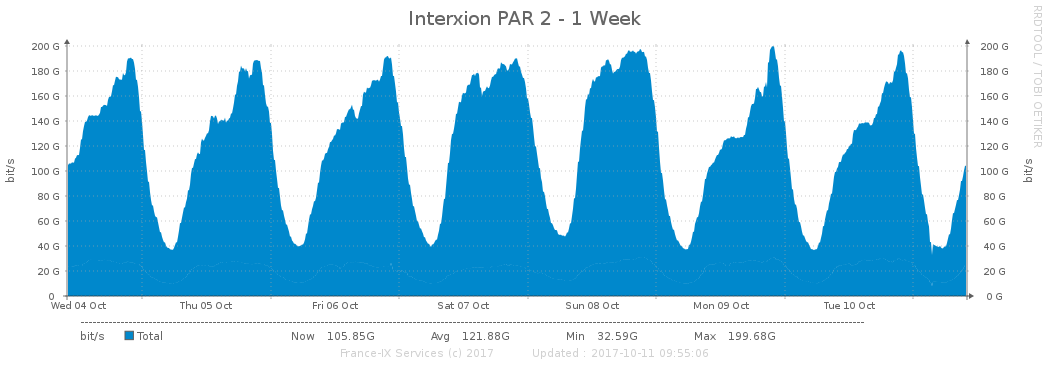 Interxion PAR 2 - 1 Week
RRDTOOL / TOBI OETIKER
bit/s
200 G 200 G
180 G 180 G
160 G 160 G
140 G 140 G
120 G 120 G
100 G 100 G
80 G 80 G
60 G 60 G
40 G 40 G
20 G 20 G
0 0 G
bit/s
Wed 04 Oct Thu 05 Oct Fri 06 Oct Sat 07 Oct Sun 08 Oct Mon 09 Oct Tue 10 Oct
bit/s Total Now 105.85G Avg 121.88G Min 32.59G Max 199.68G
France-IX Services (c) 2017 Updated : 2017-10-11 09:55:06